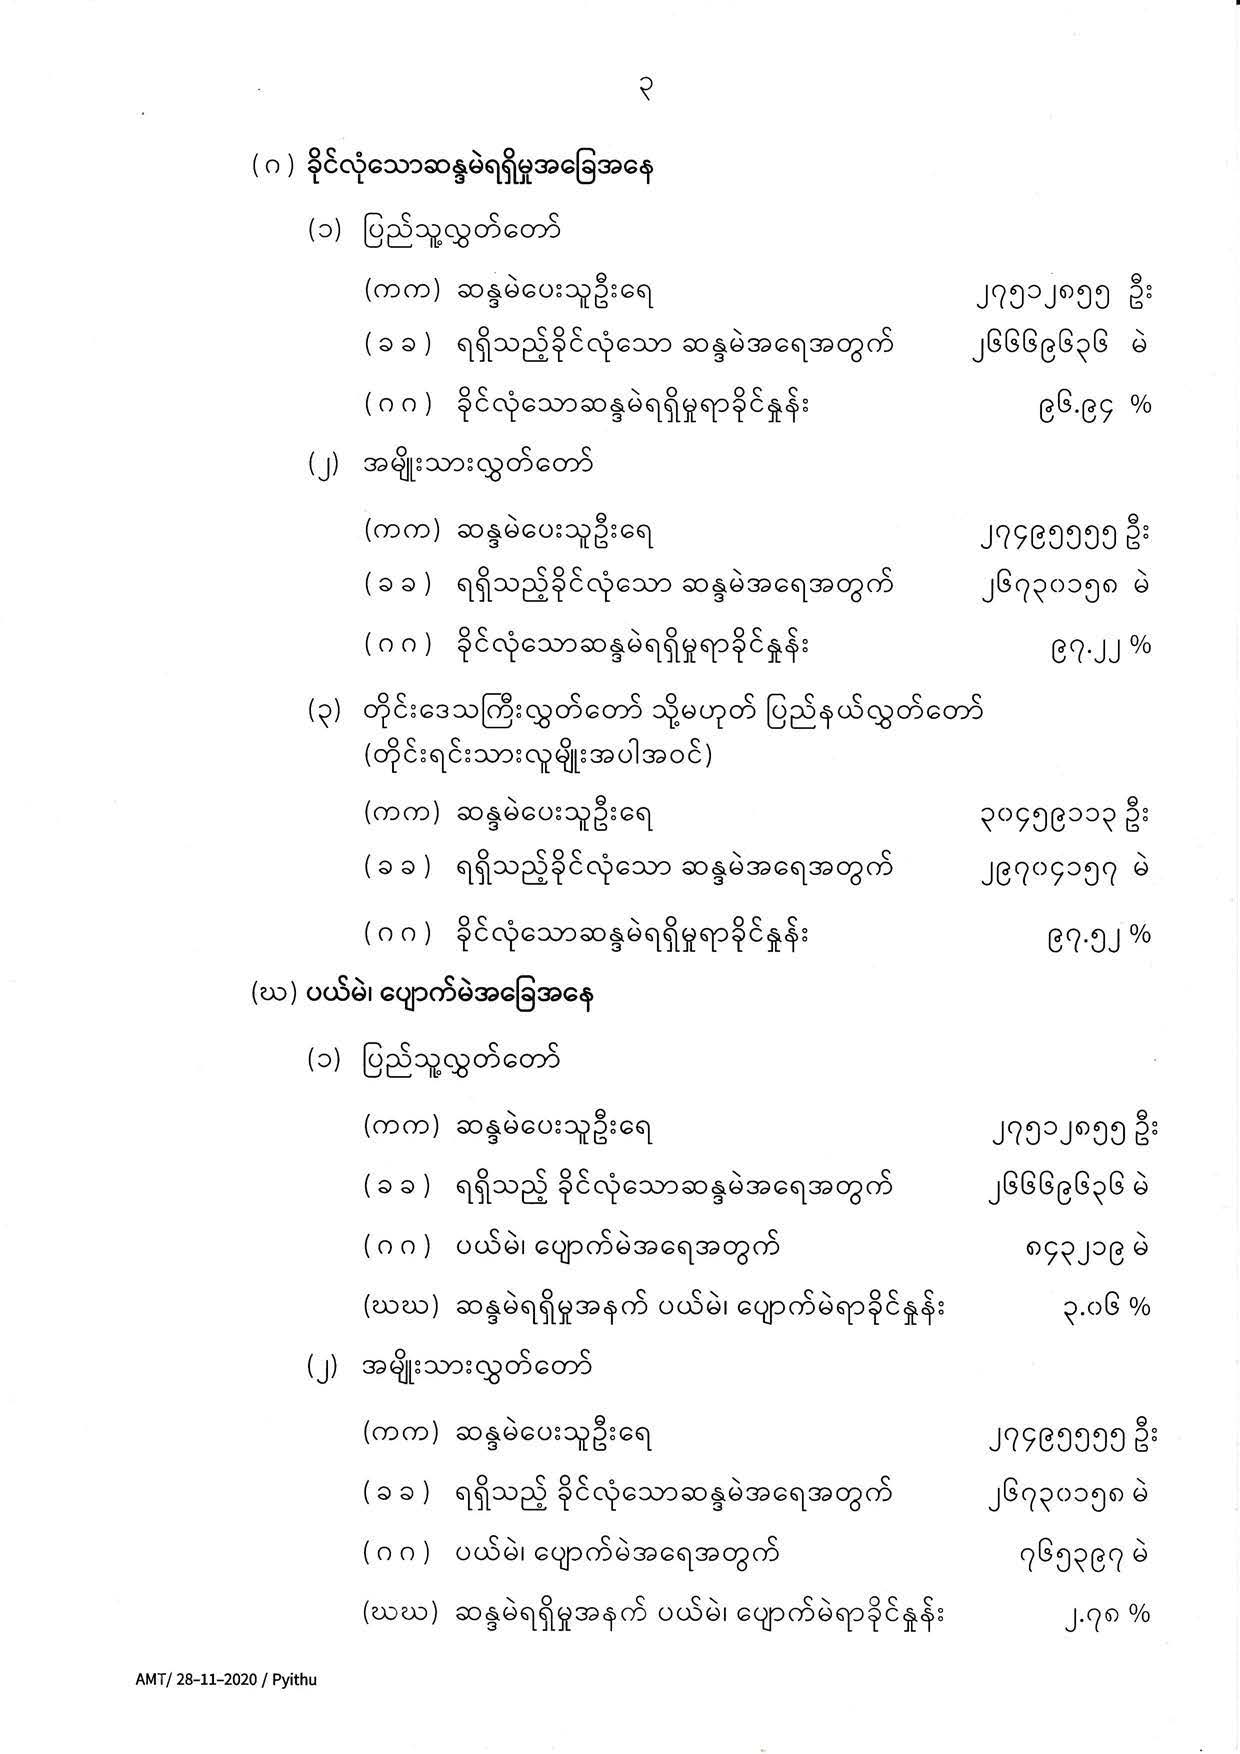 ၃
(ဂ) ခိုင်လုံသောဆန္ဒမဲရရှိမှုအခြေအနေ
(၁) ပြည်သူ့လွှတ်တော်
(ကက) ဆန္ဒမဲပေးသူဦးရေ ၂၇၅၁၂၈၅၅ ဦး
(ခခ) ရရှိသည့်ခိုင်လုံသော ဆန္ဒမဲအရေအတွက် ၂၆၆၆၉၆၃၆ မဲ
(ဂဂ) ခိုင်လုံသောဆန္ဒမဲရရှိမှုရာခိုင်နှုန်း ၉၆.၉၄ %
(၂) အမျိုးသားလွှတ်တော်
(ကက) ဆန္ဒမဲပေးသူဦးရေ ၂၇၄၉၅၅၅၅ ဦး
(ခခ) ရရှိသည့်ခိုင်လုံသော ဆန္ဒမဲအရေအတွက် ၂၆၇၃၀၁၅၈ မဲ
(ဂဂ) ခိုင်လုံသောဆန္ဒမဲရရှိမှုရာခိုင်နှုန်း ၉၇.၂၂ %
(၃) တိုင်းဒေသကြီးလွှတ်တော် သို့မဟုတ် ပြည်နယ်လွှတ်တော်
(တိုင်းရင်းသားလူမျိုးအပါအဝင်)
(ကက) ဆန္ဒမဲပေးသူဦးရေ ၃၀၄၅၉၁၁၃ ဦး
(ခခ) ရရှိသည့်ခိုင်လုံသော ဆန္ဒမဲအရေအတွက် ၂၉၇၀၄၁၅၇ မဲ
(ဂဂ) ခိုင်လုံသောဆန္ဒမဲရရှိမှုရာခိုင်နှုန်း ၉၇.၅၂ %
(ဃ) ပယ်မဲ၊ ပျောက်မဲအခြေအနေ
(၁) ပြည်သူ့လွှတ်တော်
(ကက) ဆန္ဒမဲပေးသူဦးရေ ၂၇၅၁၂၈၅၅ ဦး
(ခခ) ရရှိသည့် ခိုင်လုံသောဆန္ဒမဲအရေအတွက် ၂၆၆၆၉၆၃၆ မဲ
(ဂဂ) ပယ်မဲ၊ ပျောက်မဲအရေအတွက် ၈၄၃၂၁၉ မဲ
(ဃဃ) ဆန္ဒမဲရရှိမှုအနက် ပယ်မဲ၊ ပျောက်မဲရာခိုင်နှုန်း ၃.၀၆ %
(၂) အမျိုးသားလွှတ်တော်
(ကက) ဆန္ဒမဲပေးသူဦးရေ ၂၇၄၉၅၅၅၅ ဦး
(ခခ) ရရှိသည့် ခိုင်လုံသောဆန္ဒမဲအရေအတွက် ၂၆၇၃၀၁၅၈ မဲ
(ဂဂ) ပယ်မဲ၊ ပျောက်မဲအရေအတွက် ၇၆၅၃၉၇ မဲ
(ဃဃ) ဆန္ဒမဲရရှိမှုအနက် ပယ်မဲ၊ ပျောက်မဲရာခိုင်နှုန်း ၂.၇၈ %
AMT/ 28-11-2020 / Pyithu